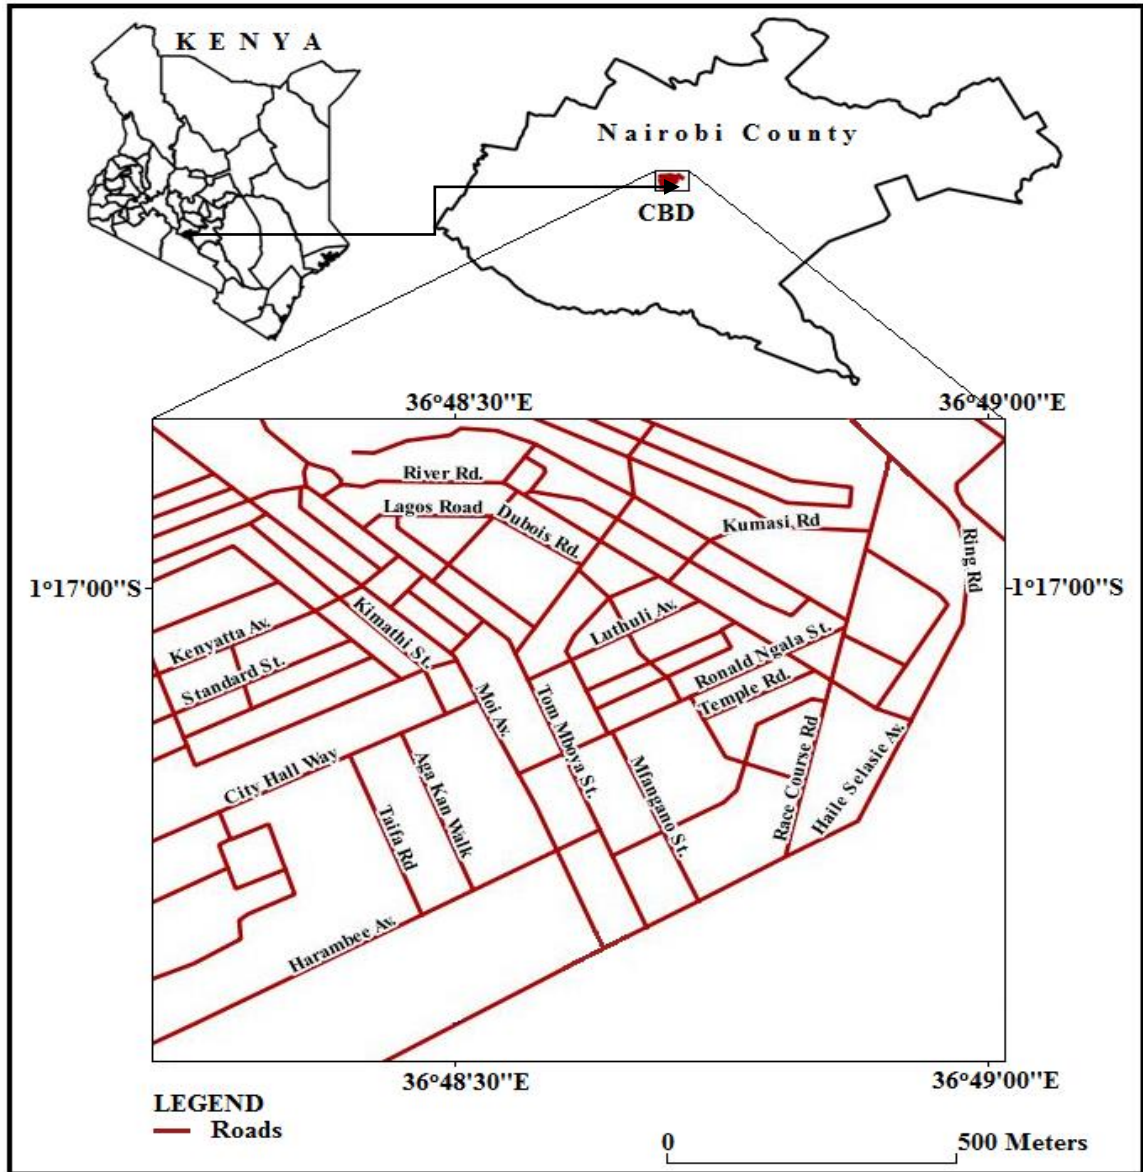 KENYA
Nairobi County
CBD
36°48'30"E
36°49'00"E
River Rd.
Lagos Road
Dubois Rd.
Kumasi Rd
Ring Rd
1°17'00"S
1°17'00"S
Kimathi St.
Luthuli Av.
Kenyatta Av.
Standard St.
Ronald Ngala St.
Temple Rd.
Moi Av.
Tom Mboya St.
Mfangano St.
Race Course Rd
Haile Selasie Av.
City Hall Way
Aga Kan Walk
Taifa Rd
Harambee Av.
36°48'30"E
36°49'00"E
LEGEND
Roads
0
500 Meters